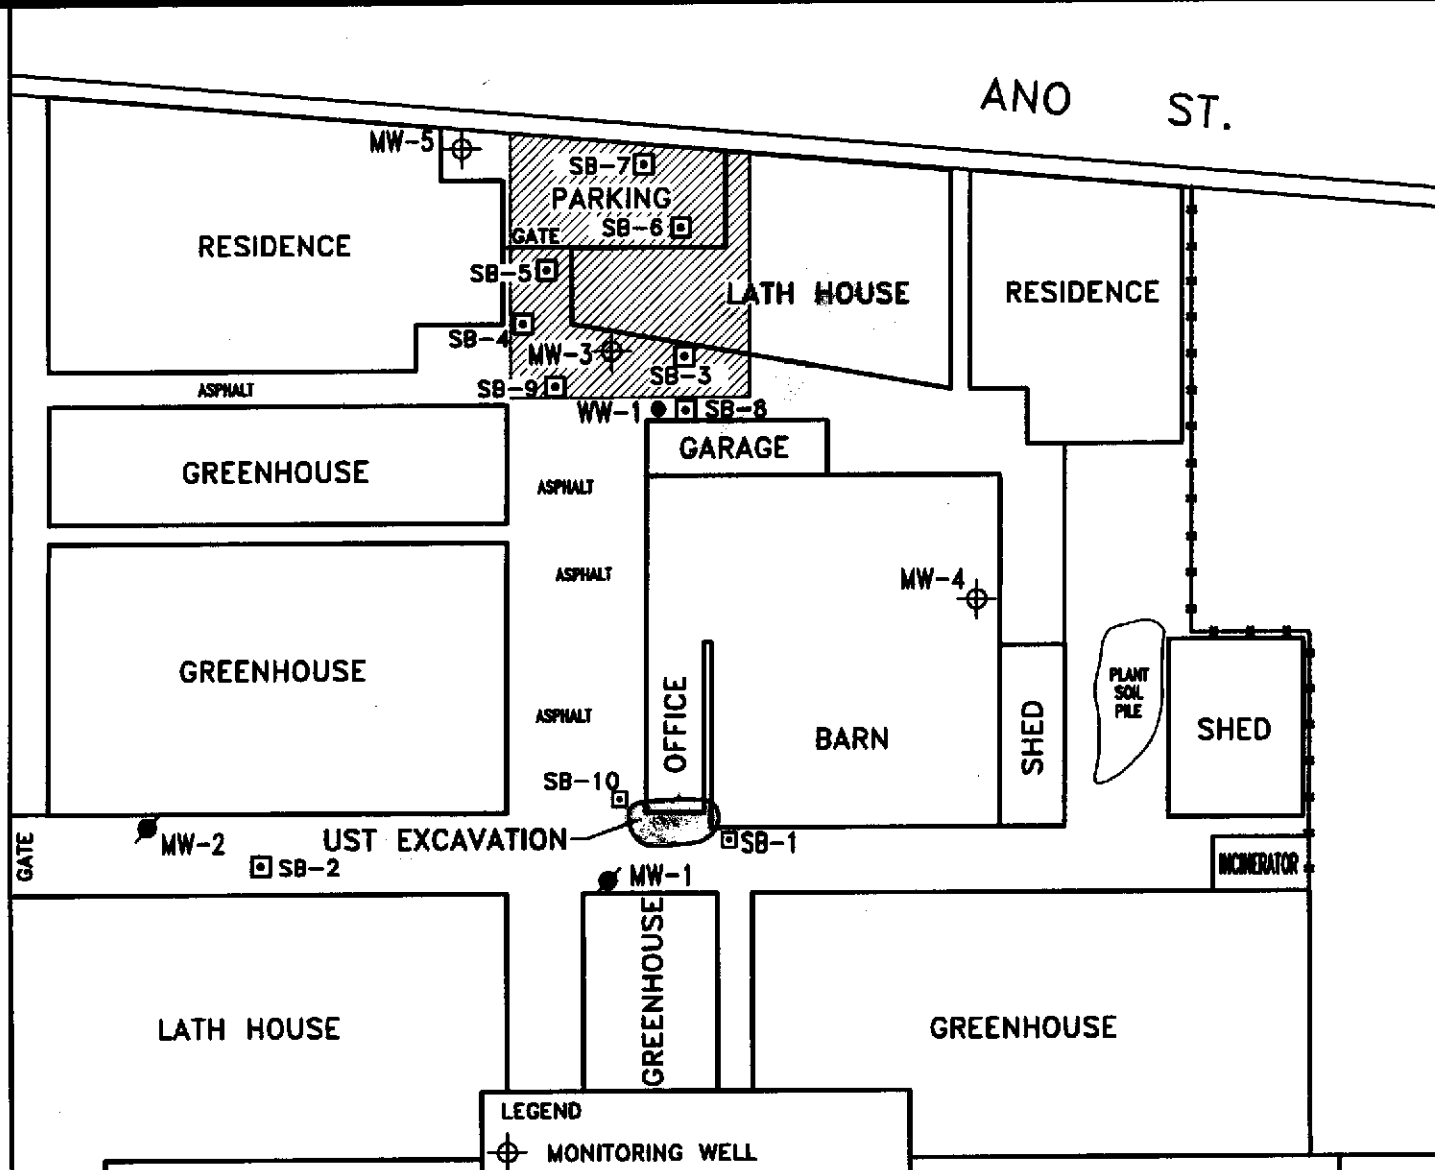 ANO ST.
MW-5
SB-7
PARKING
SB-6
GATE
RESIDENCE
SB-5
LATH HOUSE
RESIDENCE
SB-4
MW-3
SB-3
ASPHALT
SB-9
WW-1
SB-8
GARAGE
GREENHOUSE
ASPHALT
ASPHALT
MW-4
GREENHOUSE
PLANT
SOIL
PILE
ASPHALT
OFFICE
BARN
SHED
SHED
SB-10
UST EXCAVATION
SB-1
GATE
MW-2
SB-2
MW-1
INCINERATOR
GREENHOUSE
LATH HOUSE
GREENHOUSE
LEGEND
MONITORING WELL